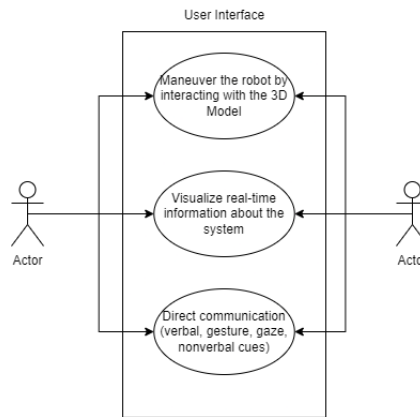 User Interface
Maneuver the robot by
interacting with the 3D
Model
Visualize real-time
information about the
system
Actor
Acto
Direct communication
(verbal, gesture, gaze,
nonverbal cues)